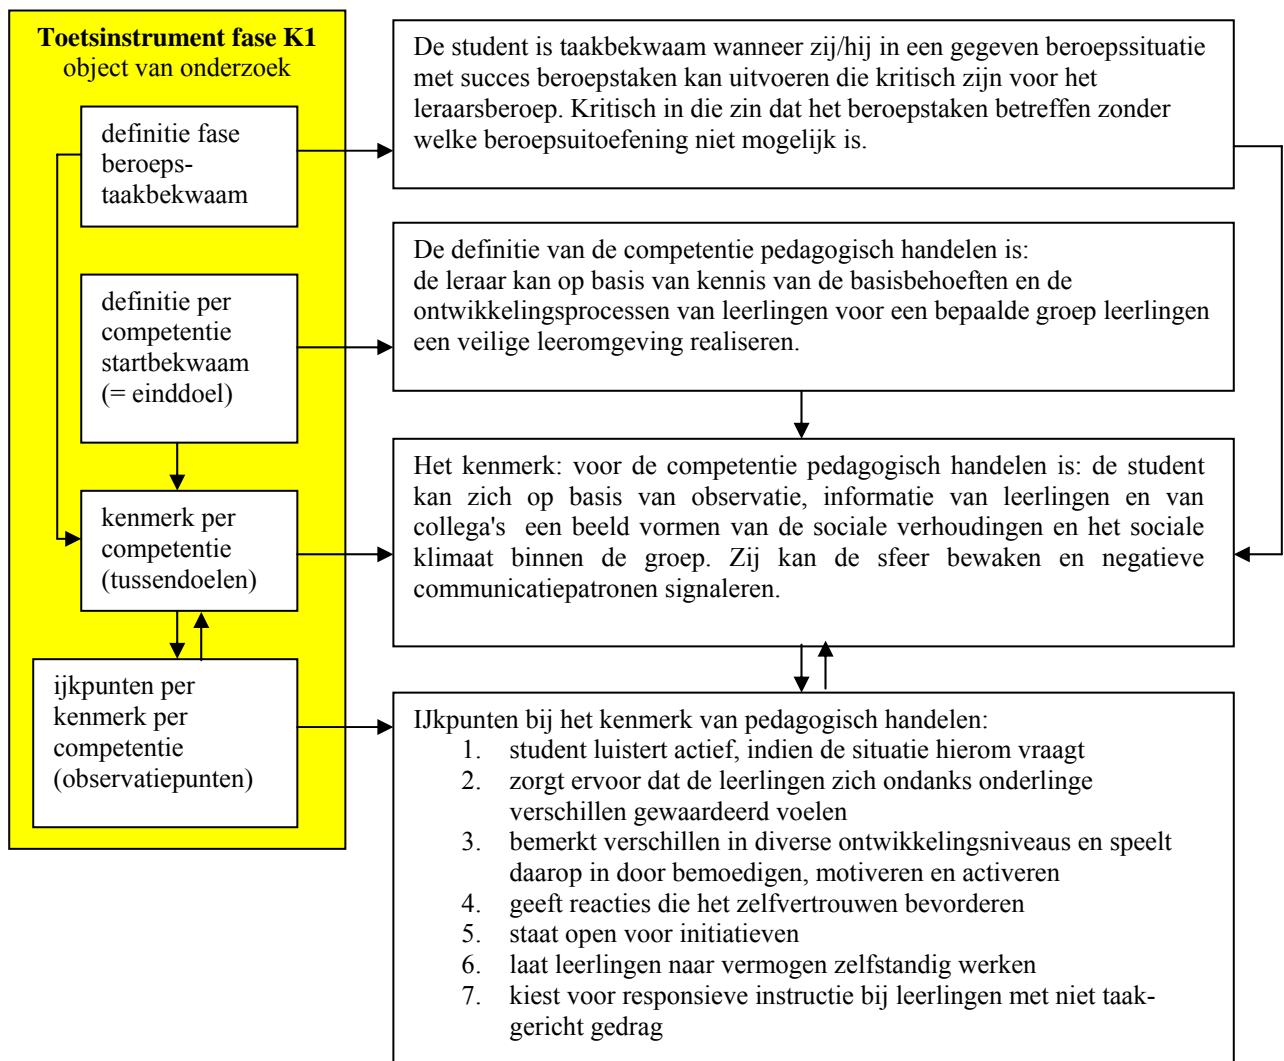 Toetsinstrument fase K1
object van onderzoek
definitie fase
beroeps-
taakbekwaam
De student is taakbekwaam wanneer zij/hij in een gegeven beroepssituatie
met succes beroepstaken kan uitvoeren die kritisch zijn voor het
leraarsberoep. Kritisch in die zin dat het beroepstaken betreffen zonder
welke beroepsuitoefening niet mogelijk is.
definitie per
competentie
startbekwaam
(= einddoel)
De definitie van de competentie pedagogisch handelen is:
de leraar kan op basis van kennis van de basisbehoeften en de
ontwikkelingsprocessen van leerlingen voor een bepaalde groep leerlingen
een veilige leeromgeving realiseren.
kenmerk per
competentie
(tussendoelen)
Het kenmerk: voor de competentie pedagogisch handelen is: de student
kan zich op basis van observatie, informatie van leerlingen en van
collega's een beeld vormen van de sociale verhoudingen en het sociale
klimaat binnen de groep. Zij kan de sfeer bewaken en negatieve
communicatiepatronen signaleren.
ijkpunten per
kenmerk per
competentie
(observatiepunten)
IJkpunten bij het kenmerk van pedagogisch handelen:
1. student luistert actief, indien de situatie hierom vraagt
2. zorgt ervoor dat de leerlingen zich ondanks onderlinge
verschillen gewaardeerd voelen
3. bemerkt verschillen in diverse ontwikkelingsniveaus en speelt
daarop in door bemoedigen, motiveren en activeren
4. geeft reacties die het zelfvertrouwen bevorderen
5. staat open voor initiatieven
6. laat leerlingen naar vermogen zelfstandig werken
7. kiest voor responsieve instructie bij leerlingen met niet taak-
gericht gedrag